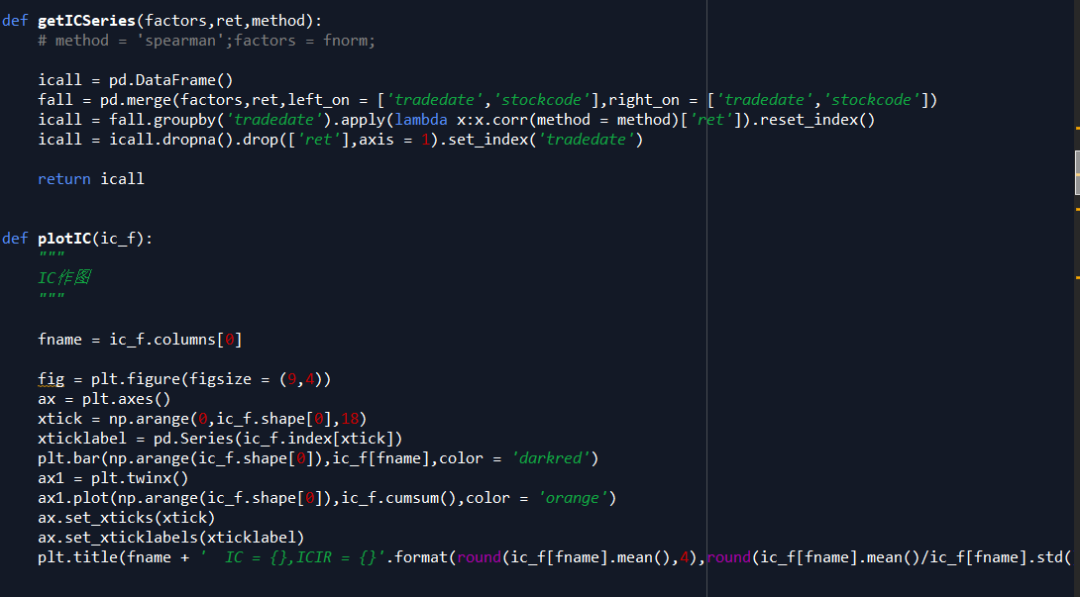 def getICSeries(factors,ret,method):
    # method = 'spearman';factors = fnorm;
    icall = pd.DataFrame()
    fall = pd.merge(factors,ret,left_on = ['tradedate','stockcode'],right_on = ['tradedate','stockcode'])
    icall = fall.groupby('tradedate').apply(lambda x:x.corr(method = method)['ret']).reset_index()
    icall = icall.dropna().drop(['ret'],axis = 1).set_index('tradedate')
    return icall
def plotIC(ic_f):
    """
    IC作图
    """
    fname = ic_f.columns[0]
    fig = plt.figure(figsize = (9,4))
    ax = plt.axes()
    xtick = np.arange(0,ic_f.shape[0],18)
    xticklabel = pd.Series(ic_f.index[xtick])
    plt.bar(np.arange(ic_f.shape[0]),ic_f[fname],color = 'darkred')
    ax1 = plt.twinx()
    ax1.plot(np.arange(ic_f.shape[0]),ic_f.cumsum(),color = 'orange')
    ax.set_xticks(xtick)
    ax.set_xticklabels(xticklabel)
    plt.title(fname + '  IC = {},ICIR = {}'.format(round(ic_f[fname].mean(),4),round(ic_f[fname].mean()/ic_f[fname].std(